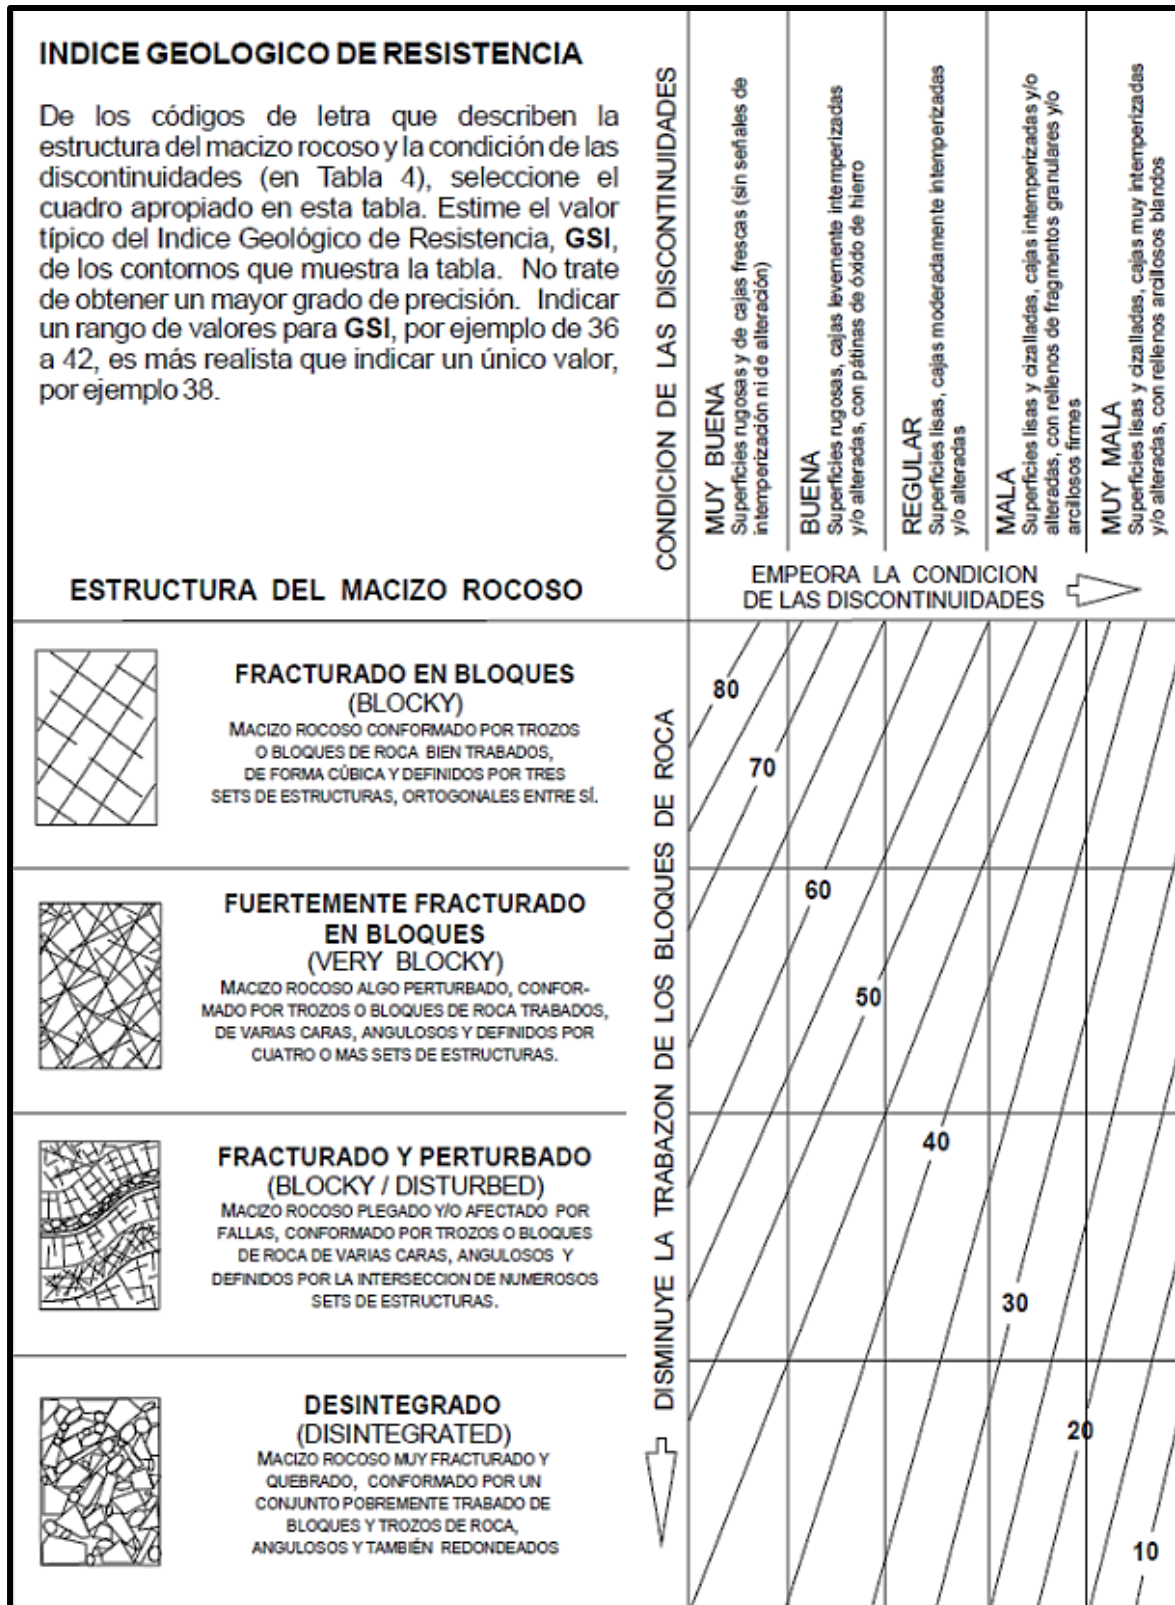 INDICE GEOLOGICO DE RESISTENCIA
De los códigos de letra que describen la
estructura del macizo rocoso y la condición de las
discontinuidades (en Tabla 4), seleccione el
cuadro apropiado en esta tabla. Estime el valor
típico del Indice Geológico de Resistencia, GSI,
de los contornos que muestra la tabla. No trate
de obtener un mayor grado de precisión. Indicar
un rango de valores para GSI, por ejemplo de 36
a 42, es más realista que indicar un único valor,
por ejemplo 38.
ESTRUCTURA DEL MACIZO ROCOSO
CONDICION DE LAS DISCONTINUIDADES
MUY BUENA
Superficies rugosas y de cajas frescas (sin señales de
intemperización ni de alteración)
BUENA
Superficies rugosas, cajas levemente intemperizadas
y/o alteradas, con pátinas de óxido de hierro
REGULAR
Superficies lisas, cajas moderadamente intemperizadas
y/o alteradas
MALA
Superficies lisas y cizalladas, cajas intemperizadas y/o
alteradas, con rellenos de fragmentos granulares y/o
arcillosos firmes
MUY MALA
Superficies lisas y cizalladas, cajas muy intemperizadas
y/o alteradas, con rellenos arcillosos blandos
EMPEORA LA CONDICION
DE LAS DISCONTINUIDADES
FRACTURADO EN BLOQUES
(BLOCKY)
MACIZO ROCOSO CONFORMADO POR TROZOS
O BLOQUES DE ROCA BIEN TRABADOS,
DE FORMA CÚBICA Y DEFINIDOS POR TRES
SETS DE ESTRUCTURAS, ORTOGONALES ENTRE SÍ.
FUERTEMENTE FRACTURADO
EN BLOQUES
(VERY BLOCKY)
MACIZO ROCOSO ALGO PERTURBADO, CONFOR-
MADO POR TROZOS O BLOQUES DE ROCA TRABADOS,
DE VARIAS CARAS, ANGULOSOS Y DEFINIDOS POR
CUATRO O MAS SETS DE ESTRUCTURAS.
FRACTURADO Y PERTURBADO
(BLOCKY / DISTURBED)
MACIZO ROCOSO PLEGADO Y/O AFECTADO POR
FALLAS, CONFORMADO POR TROZOS O BLOQUES
DE ROCA DE VARIAS CARAS, ANGULOSOS Y
DEFINIDOS POR LA INTERSECCION DE NUMEROSOS
SETS DE ESTRUCTURAS.
DESINTEGRADO
(DISINTEGRATED)
MACIZO ROCOSO MUY FRACTURADO Y
QUEBRADO, CONFORMADO POR UN
CONJUNTO POBREMENTE TRABADO DE
BLOQUES Y TROZOS DE ROCA,
ANGULOSOS Y TAMBIÉN REDONDEADOS
DISMINUYE LA TRABAZON DE LOS BLOQUES DE ROCA
80
70
60
50
40
30
20
10